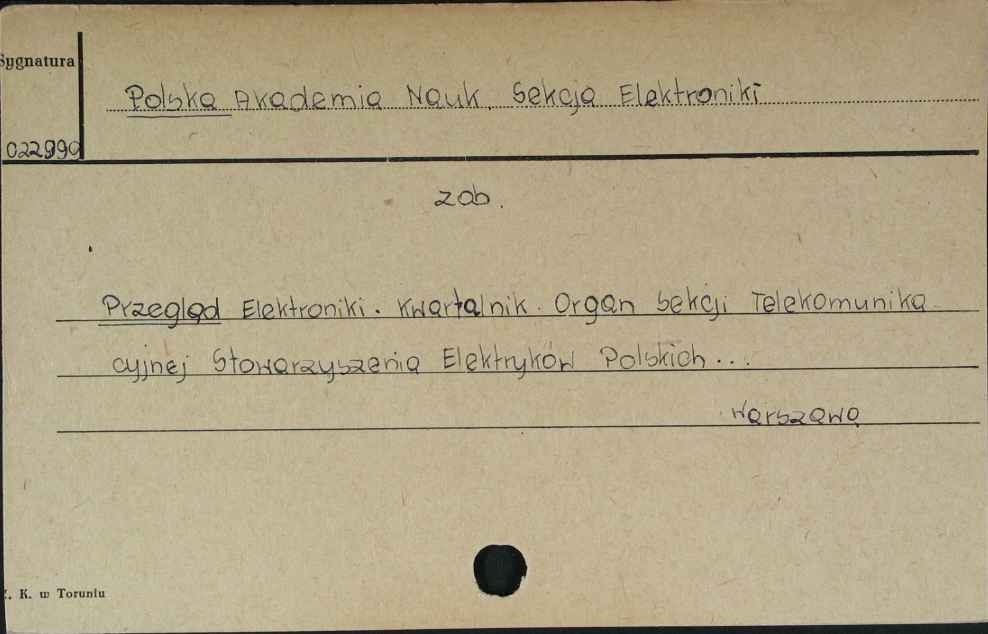 Sygnatura
Polska Akademia Nauk. Sekcja Elektroniki
022999
zob.
Przegląd Elektroniki. Kwartalnik. Organ Sekcji Telekomunika-
cyjnej Stowarzyszenia Elektryków Polskich...
Warszawa
Z. K. w Toruniu